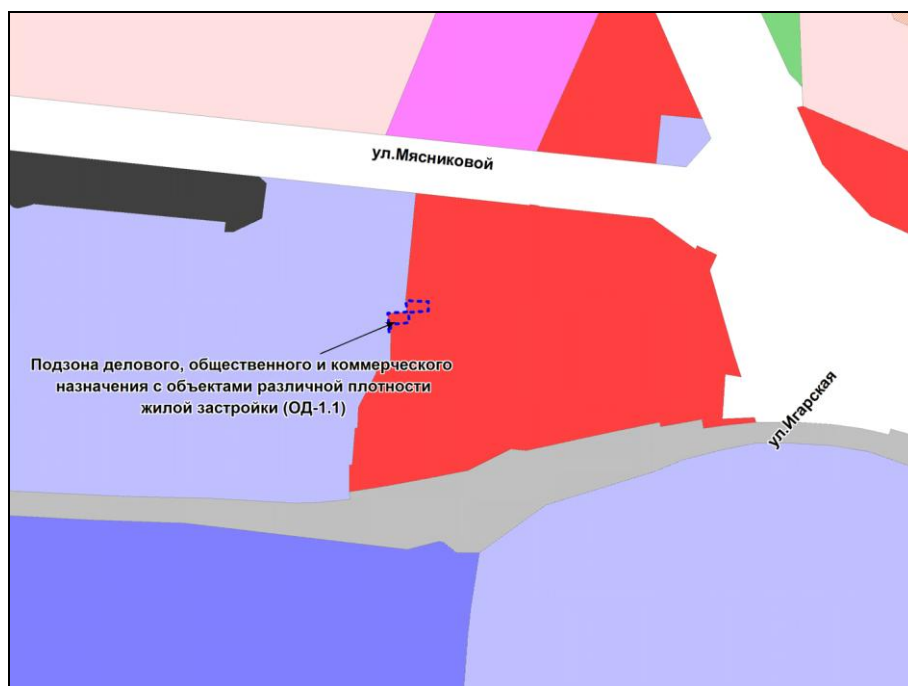 ул.Мясниковой
Подзона делового, общественного и коммерческого
назначения с объектами различной плотности
жилой застройки (ОД-1.1)
ул.Игарская